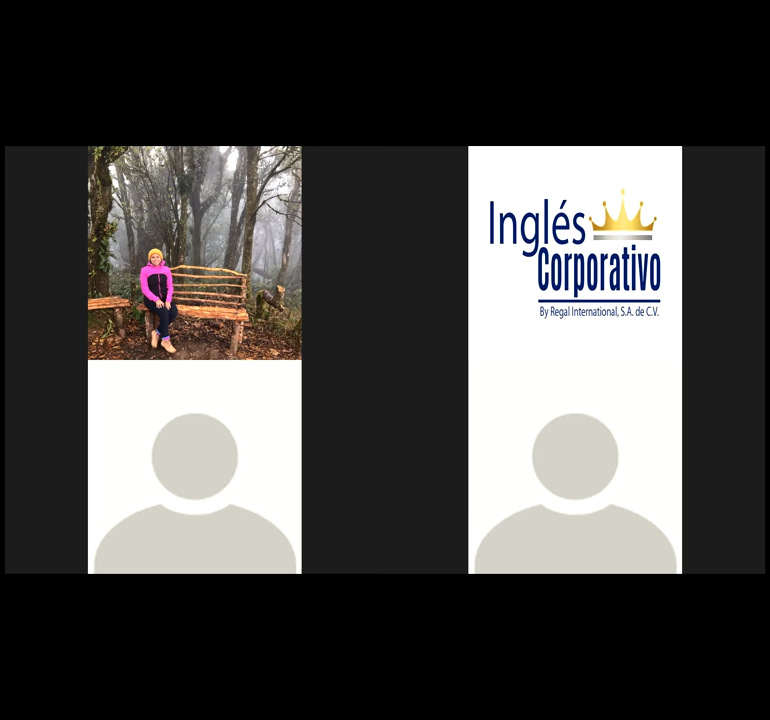 Inglés
Corporativo
By Regal International, S.A. de C.V.